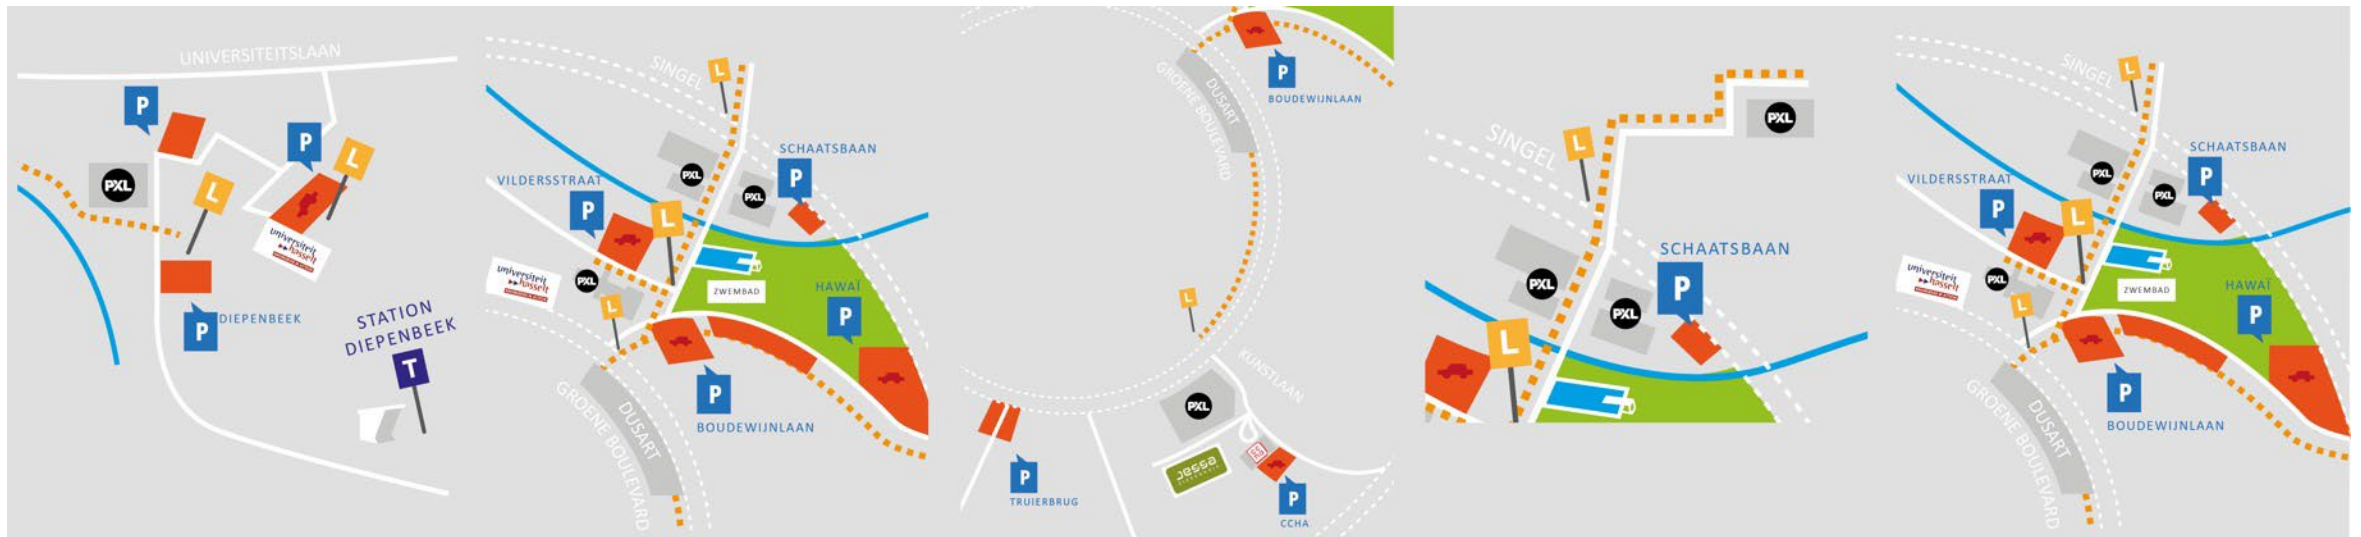 UNIVERSITEITSLAAN
P
P
L
PXL
L
universiteit
hasselt
P
DIEPENBEEK
STATION
DIEPENBEEK
T
SINGEL
L
PXL
SCHAATSBAAN
P
VILDERSSTRAAT
P
L
PXL
universiteit
hasselt
PXL
L
ZWEMBAD
HAWAÏ
P
P
BOUDEWIJNLAAN
DUSART
GROENE BOULEVARD
DUSART
GROENE BOULEVARD
P
BOUDEWIJNLAAN
L
KUNSTLAAN
PXL
jessa
P
TRUIERBRUG
P
CCHA
PXL
SINGEL
L
SCHAATSBAAN
P
PXL
PXL
L
SINGEL
L
PXL
SCHAATSBAAN
P
VILDERSSTRAAT
P
L
PXL
universiteit
hasselt
PXL
L
ZWEMBAD
HAWAÏ
P
P
BOUDEWIJNLAAN
DUSART
GROENE BOULEVARD